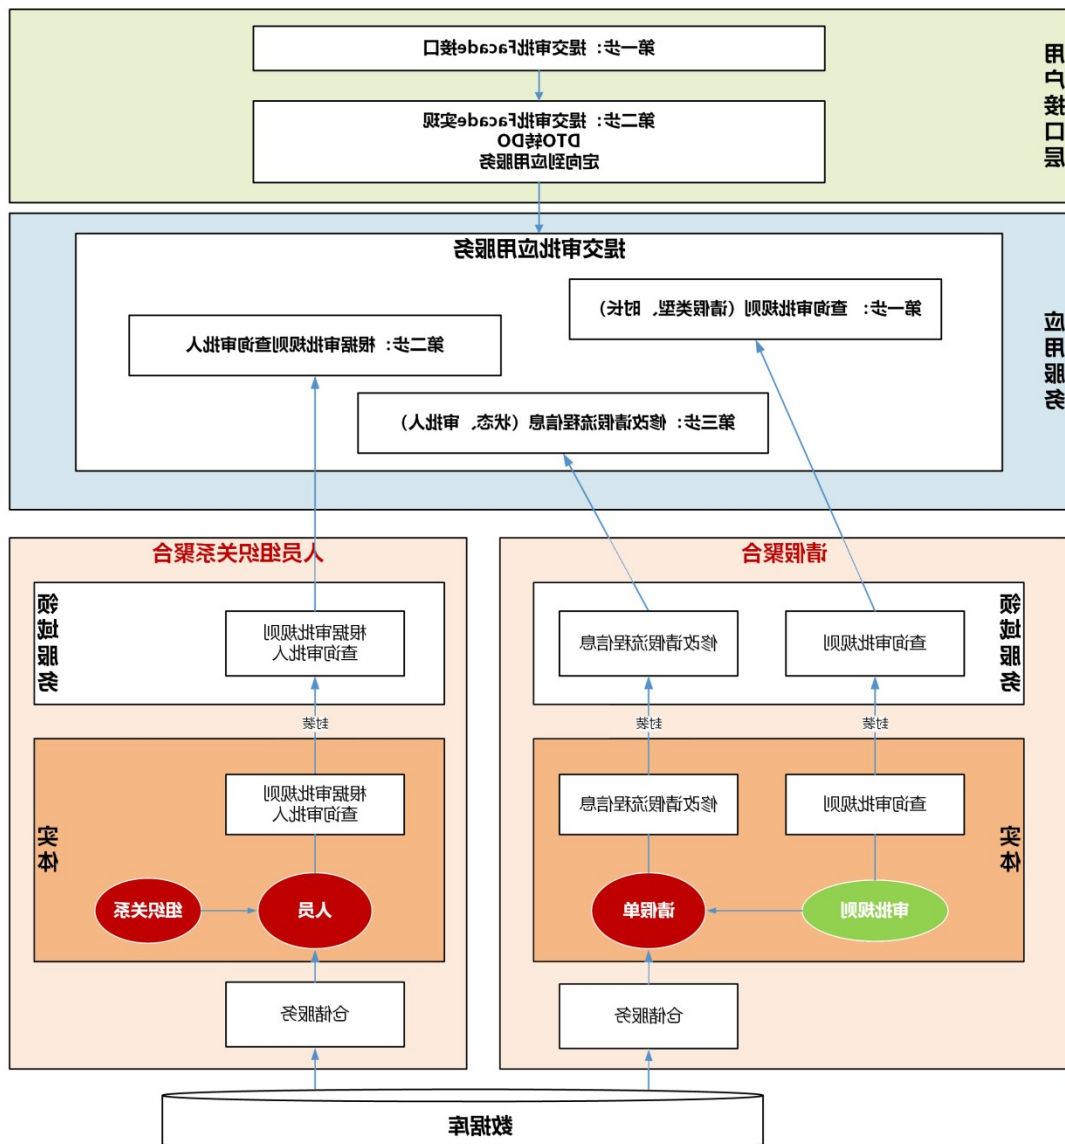 用户接口层
第一步：提交审批Facade接口
第二步：提交审批Facade实现
DTO转DO
定向到应用服务
应用服务
提交审批应用服务
第一步： 查询审批规则（请假类型、时长）
第二步：根据审批规则查询审批人
第三步：修改请假流程信息（状态、审批人）
请假聚合
领域服务
查询审批规则
修改请假流程信息
封装
封装
实体
查询审批规则
修改请假流程信息
审批规则
请假单
仓储服务
人员组织关系聚合
领域服务
根据审批规则
查询审批人
封装
实体
根据审批规则
查询审批人
人员
组织关系
仓储服务
数据库